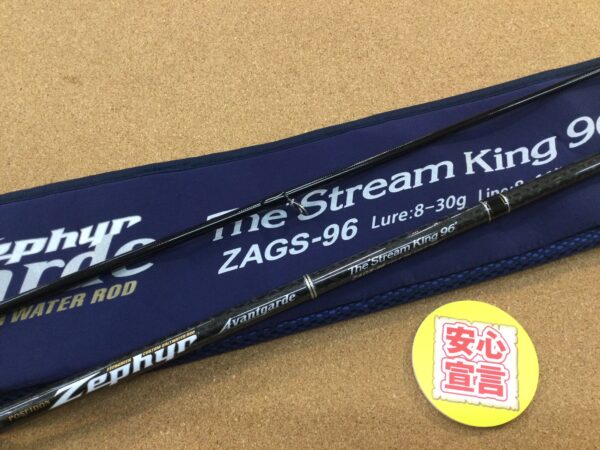 The Stream King 96
Zephyr
ZAGS-96 Lure:8-30g Line:8-
WATER ROD
The Stream King 96
Avantgarde
Zephyr
POSEIDON
安心
宣言